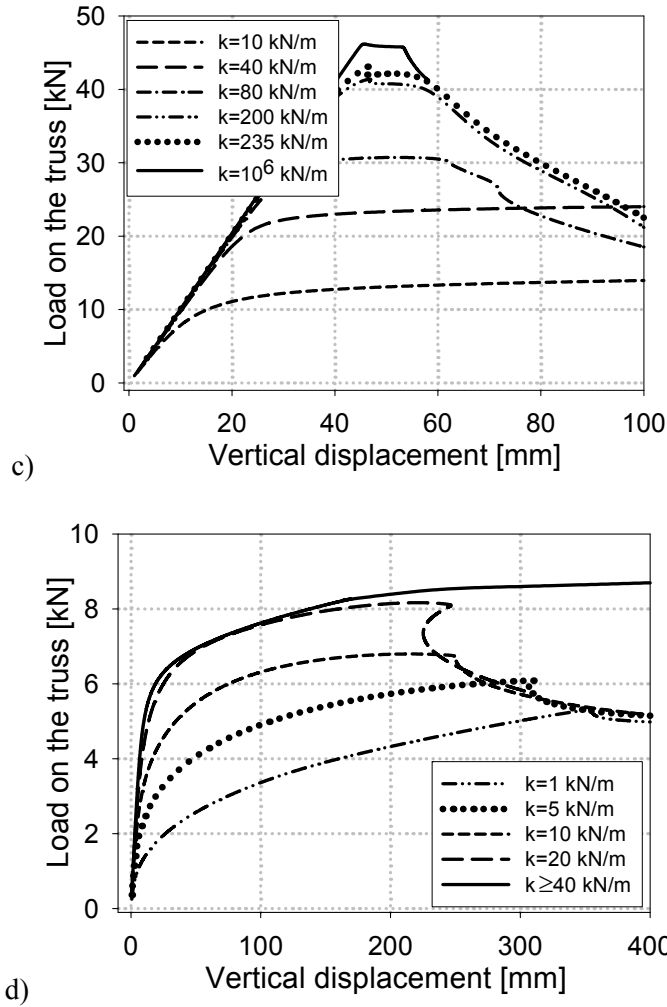 50
40
30
20
10
0
Load on the truss [kN]
k=10 kN/m
k=40 kN/m
k=80 kN/m
k=200 kN/m
k=235 kN/m
k=10⁶ kN/m
0 20 40 60 80 100
Vertical displacement [mm]
c)
10
8
6
4
2
0
Load on the truss [kN]
k=1 kN/m
k=5 kN/m
k=10 kN/m
k=20 kN/m
k≥40 kN/m
0 100 200 300 400
Vertical displacement [mm]
d)